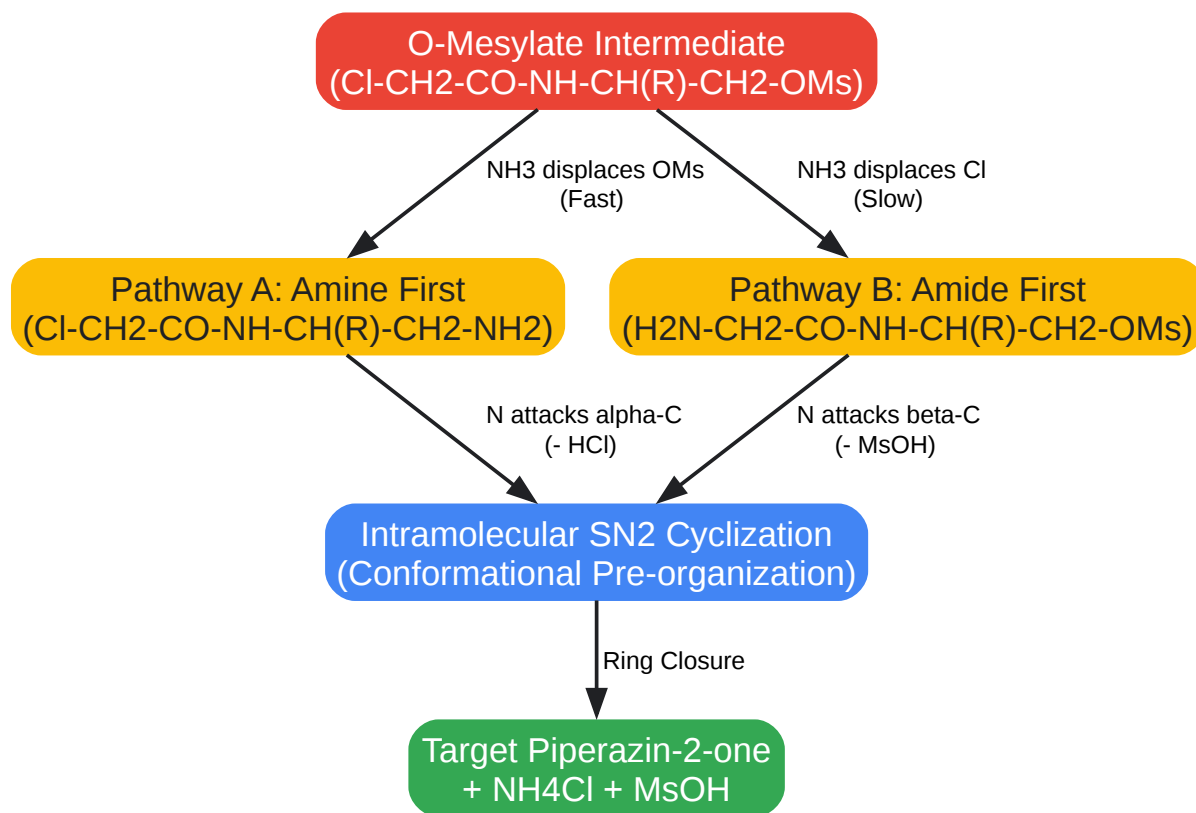 O-Mesylate Intermediate
(Cl-CH2-CO-NH-CH(R)-CH2-OMs)
NH3 displaces OMs
(Fast)
NH3 displaces Cl
(Slow)
Pathway A: Amine First
(Cl-CH2-CO-NH-CH(R)-CH2-NH2)
Pathway B: Amide First
(H2N-CH2-CO-NH-CH(R)-CH2-OMs)
N attacks alpha-C
(- HCl)
N attacks beta-C
(- MsOH)
Intramolecular SN2 Cyclization
(Conformational Pre-organization)
Ring Closure
Target Piperazin-2-one
+ NH4Cl + MsOH